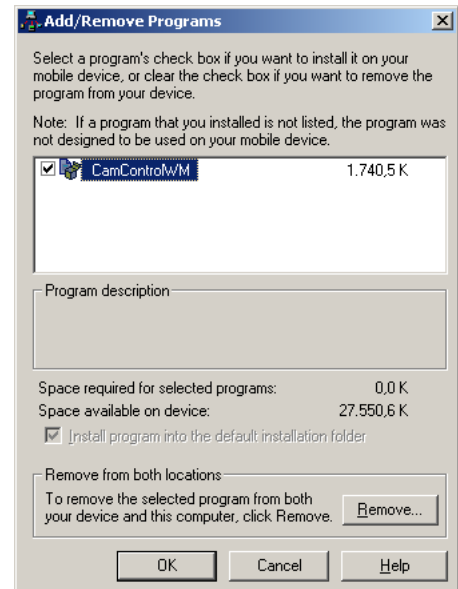 Add/Remove Programs
Select a program's check box if you want to install it on your
mobile device, or clear the check box if you want to remove the
program from your device.
Note: If a program that you installed is not listed, the program was
not designed to be used on your mobile device.
CamControlWM 1.740,5 K
Program description
Space required for selected programs: 0,0 K
Space available on device: 27.550,6 K
Install program into the default installation folder
Remove from both locations
To remove the selected program from both
your device and this computer, click Remove.
Remove...
OK Cancel Help